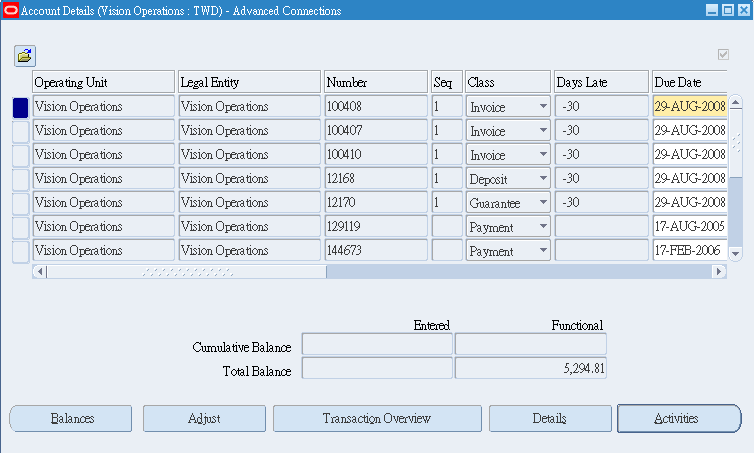 Account Details (Vision Operations : TWD) - Advanced Connections
Operating Unit Legal Entity Number Seq Class Days Late Due Date
Vision Operations Vision Operations 100408 1 Invoice -30 29-AUG-2008
Vision Operations Vision Operations 100407 1 Invoice -30 29-AUG-2008
Vision Operations Vision Operations 100410 1 Invoice -30 29-AUG-2008
Vision Operations Vision Operations 12168 1 Deposit -30 29-AUG-2008
Vision Operations Vision Operations 12170 1 Guarantee -30 29-AUG-2008
Vision Operations Vision Operations 129119 Payment 17-AUG-2005
Vision Operations Vision Operations 144673 Payment 17-FEB-2006
Entered Functional
Cumulative Balance
Total Balance 5,294.81
Balances Adjust Transaction Overview Details Activities